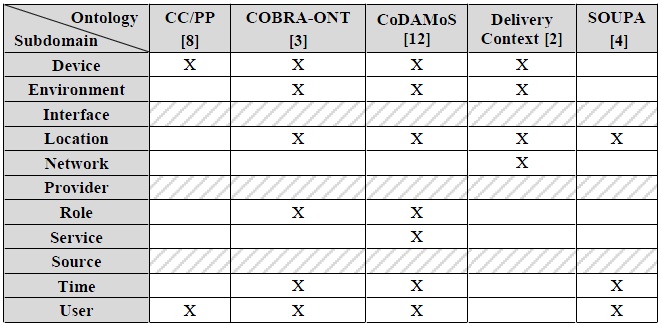 Ontology CC/PP COBRA-ONT CoDAMoS Delivery SOUPA
Subdomain [8] [3] [12] Context [2] [4]
Device X X X X
Environment X X X
Interface
Location X X X X
Network X
Provider
Role X X
Service X
Source
Time X X X
User X X X X